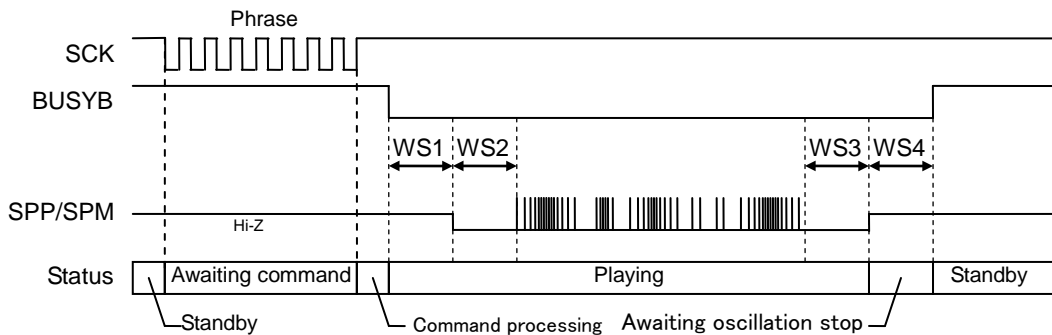 Phrase
SCK
BUSYB
WS1 WS2 WS3 WS4
SPP/SPM
Hi-Z
Status Awaiting command Playing Standby
Standby Command processing Awaiting oscillation stop